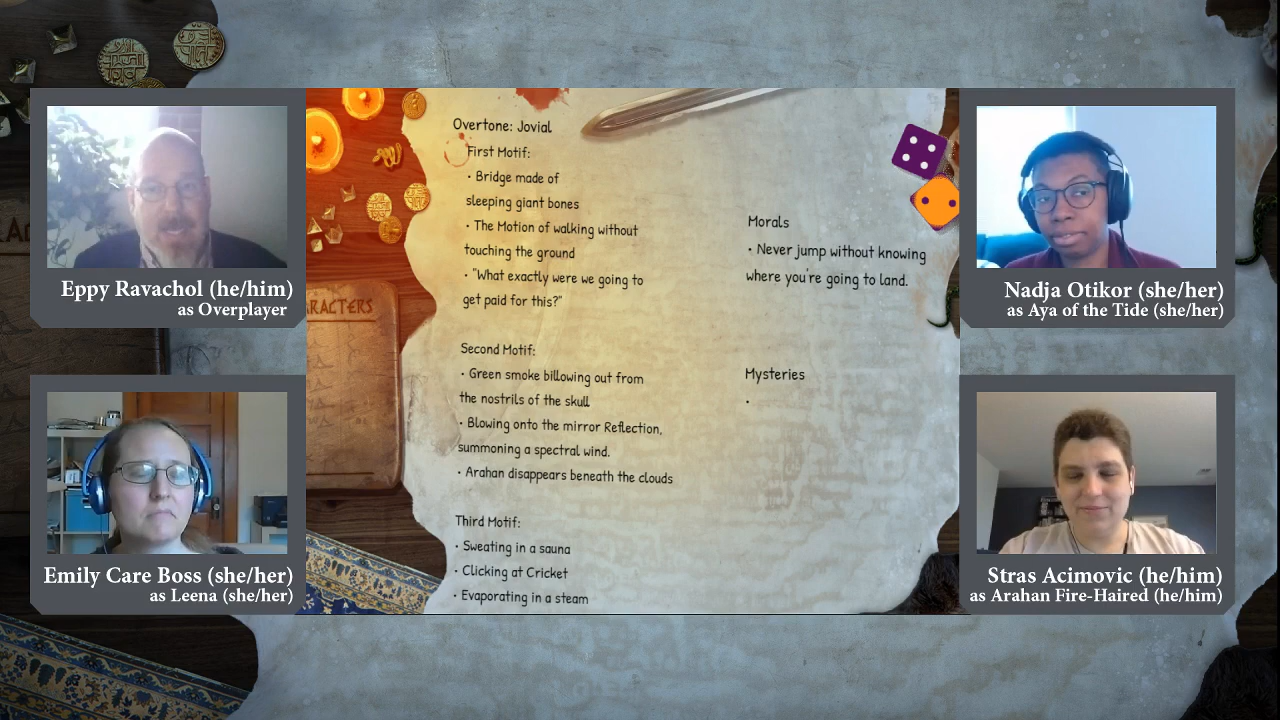 Eppy Ravachol (he/him)
as Overplayer
Emily Care Boss (she/her)
as Leena (she/her)
Overtone: Jovial
First Motif:
• Bridge made of
sleeping giant bones
• The Motion of walking without
touching the ground
• "What exactly were we going to
get paid for this?"
Second Motif:
• Green smoke billowing out from
the nostrils of the skull
• Blowing onto the mirror Reflection,
summoning a spectral wind.
• Arahan disappears beneath the clouds
Third Motif:
• Sweating in a sauna
• Clicking at Cricket
• Evaporating in a steam
Morals
• Never jump without knowing
where you're going to land.
Mysteries
•
Nadja Otikor (she/her)
as Aya of the Tide (she/her)
Stras Acimovic (he/him)
as Arahan Fire-Haired (he/him)